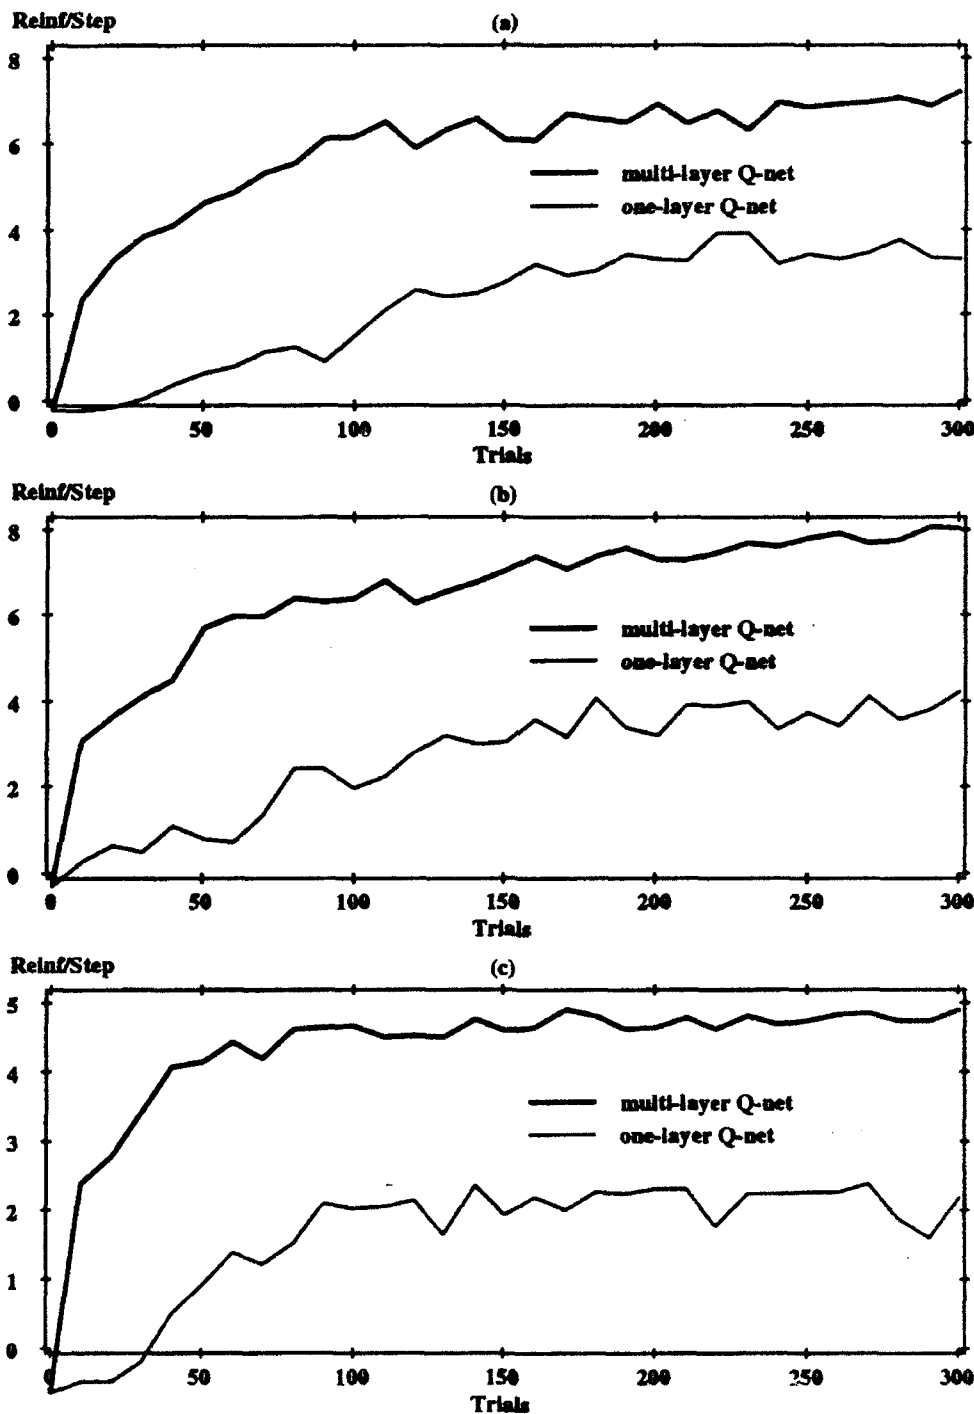 Reinf/Step
(a)
8
6
4
2
0
multi-layer Q-net
one-layer Q-net
0 50 100 150 200 250 300
Trials
Reinf/Step
(b)
8
6
4
2
0
multi-layer Q-net
one-layer Q-net
0 50 100 150 200 250 300
Trials
Reinf/Step
(c)
5
4
3
2
1
0
multi-layer Q-net
one-layer Q-net
0 50 100 150 200 250 300
Trials